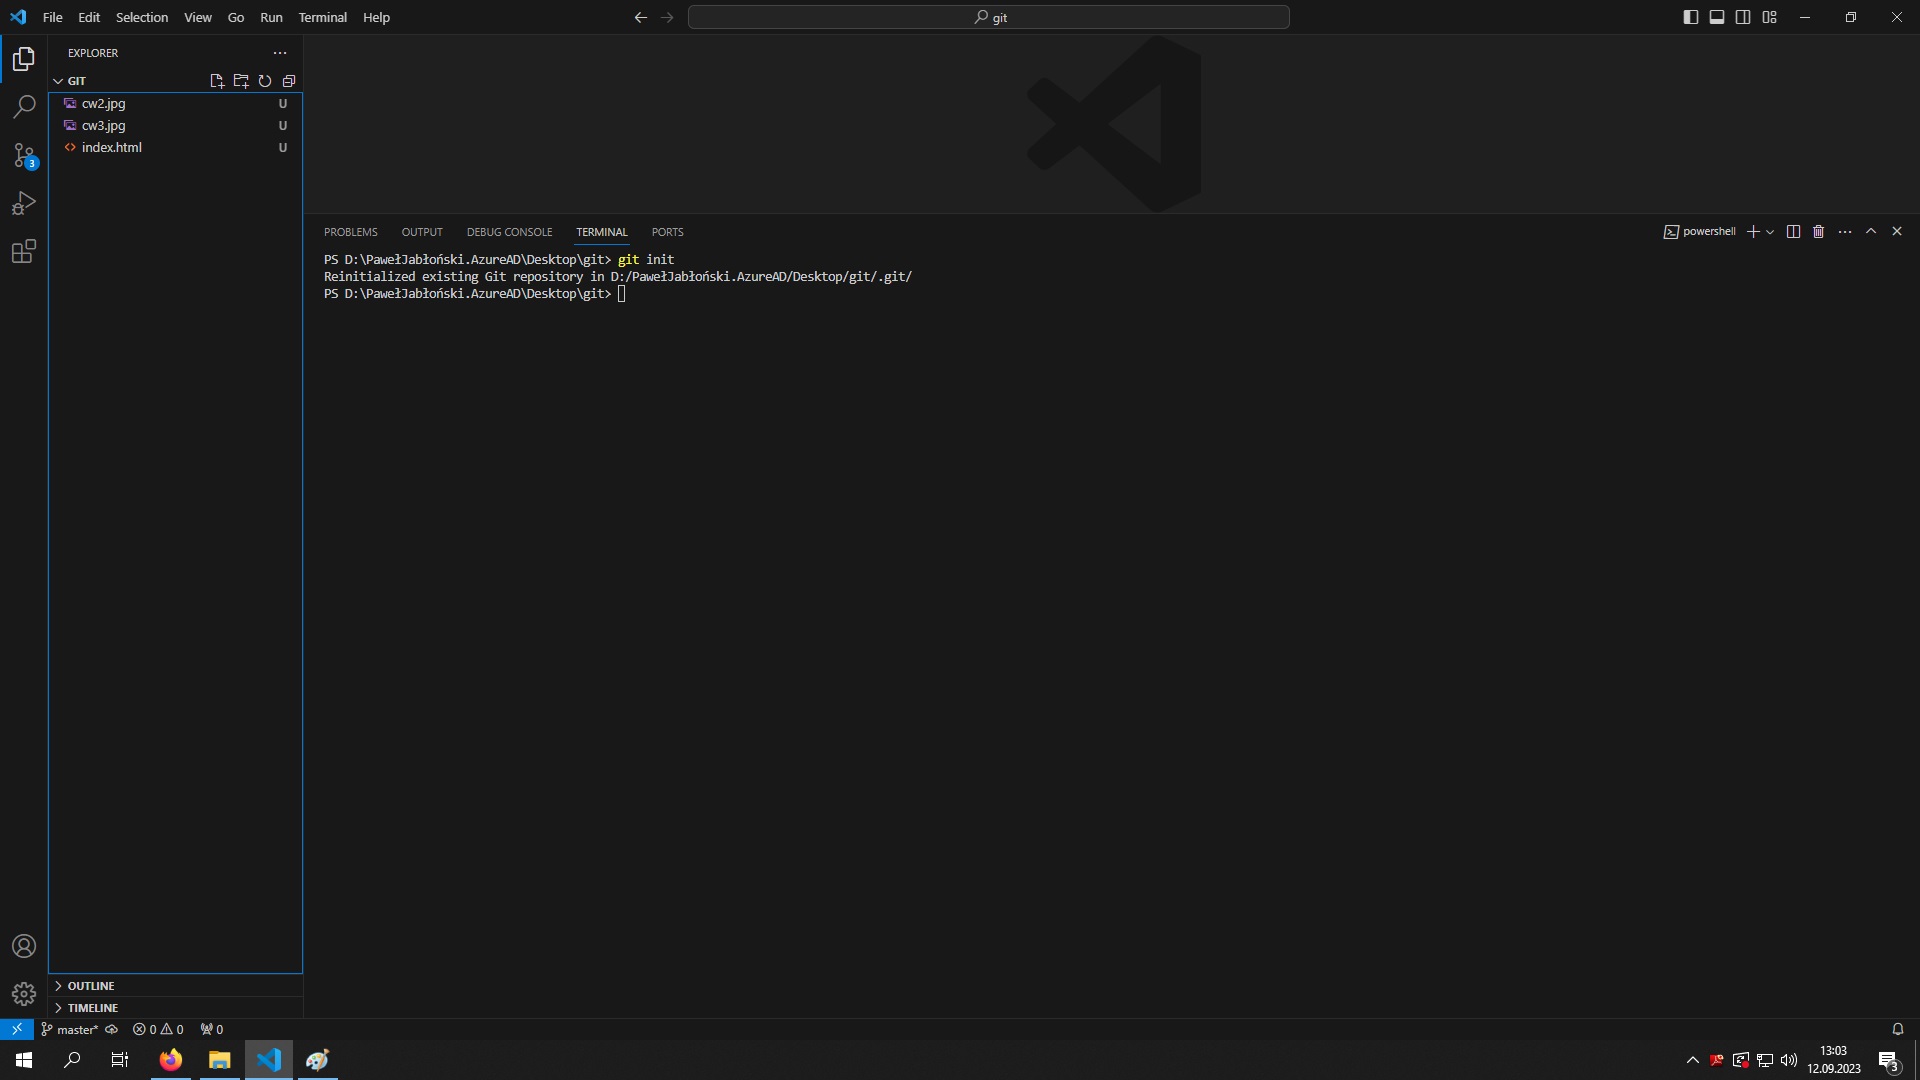 File Edit Selection View Go Run Terminal Help
git
EXPLORER
GIT
cw2.jpg U
cw3.jpg U
index.html U
3
PROBLEMS OUTPUT DEBUG CONSOLE TERMINAL PORTS
powershell
PS D:\PawełJabłoński.AzureAD\Desktop\git> git init
Reinitialized existing Git repository in D:/PawełJabłoński.AzureAD/Desktop/git/.git/
PS D:\PawełJabłoński.AzureAD\Desktop\git>
OUTLINE
TIMELINE
master* 0 0 0
13:03
12.09.2023
3